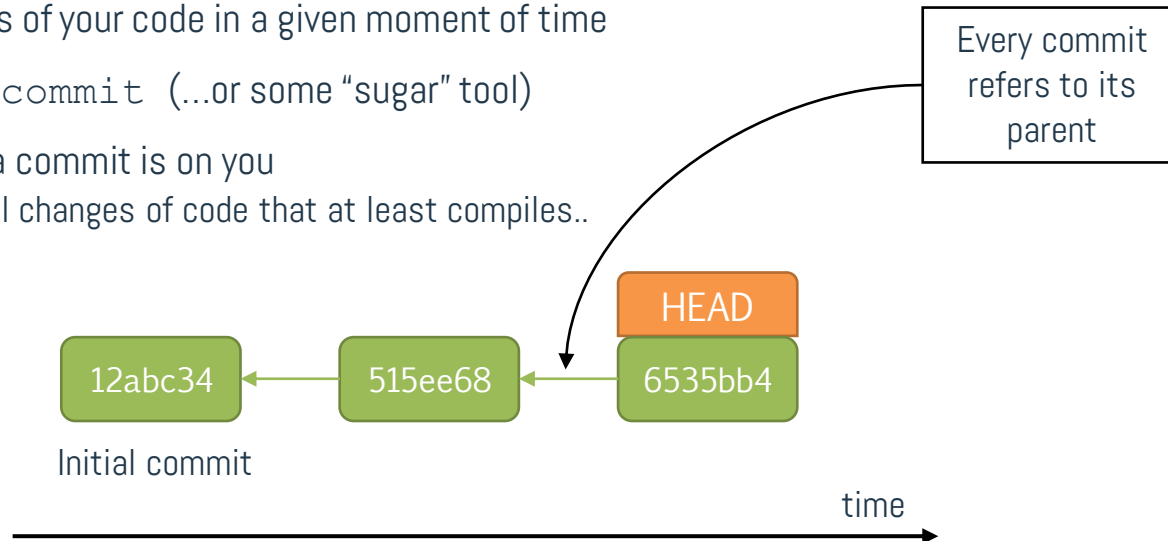 s of your code in a given moment of time
commit (...or some “sugar” tool)
a commit is on you
l changes of code that at least compiles..
Every commit
refers to its
parent
HEAD
12abc34
515ee68
6535bb4
Initial commit
time